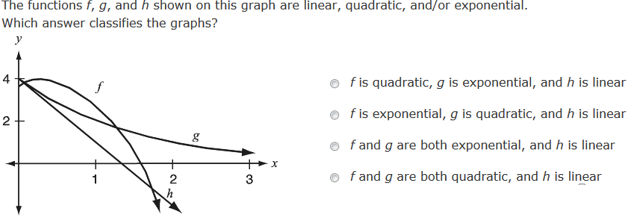 The functions f, g, and h shown on this graph are linear, quadratic, and/or exponential.
Which answer classifies the graphs?
y
4
f
f is quadratic, g is exponential, and h is linear
f is exponential, g is quadratic, and h is linear
2
g
f and g are both exponential, and h is linear
x
1
2
3
f and g are both quadratic, and h is linear
h